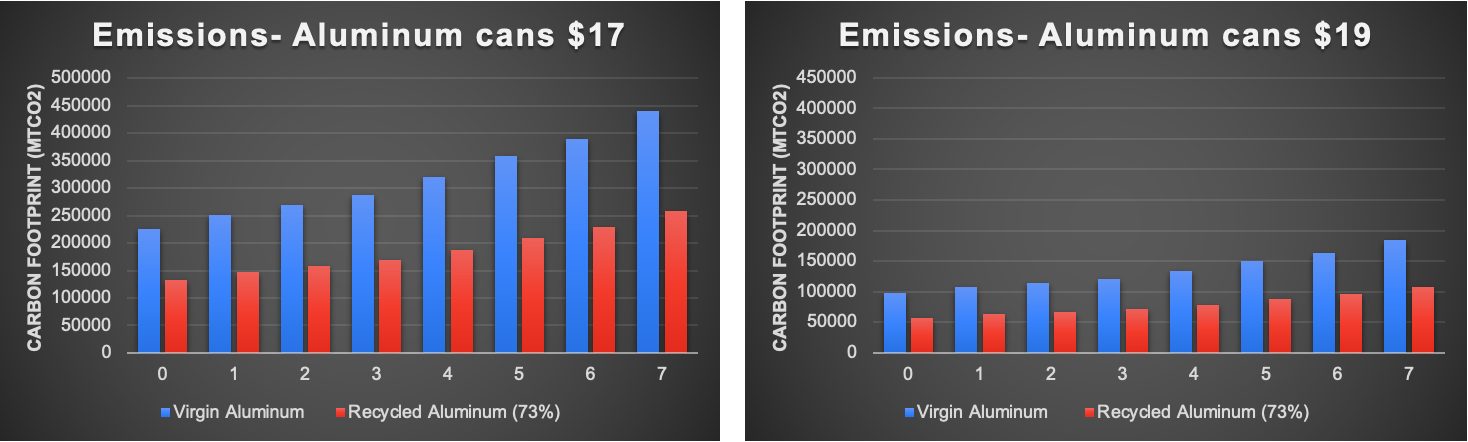 Emissions- Aluminum cans $17
CARBON FOOTPRINT (MTCO2)
500000
450000
400000
350000
300000
250000
200000
150000
100000
50000
0
0 1 2 3 4 5 6 7
Virgin Aluminum Recycled Aluminum (73%)
Emissions- Aluminum cans $19
CARBON FOOTPRINT (MTCO2)
450000
400000
350000
300000
250000
200000
150000
100000
50000
0
0 1 2 3 4 5 6 7
Virgin Aluminum Recycled Aluminum (73%)